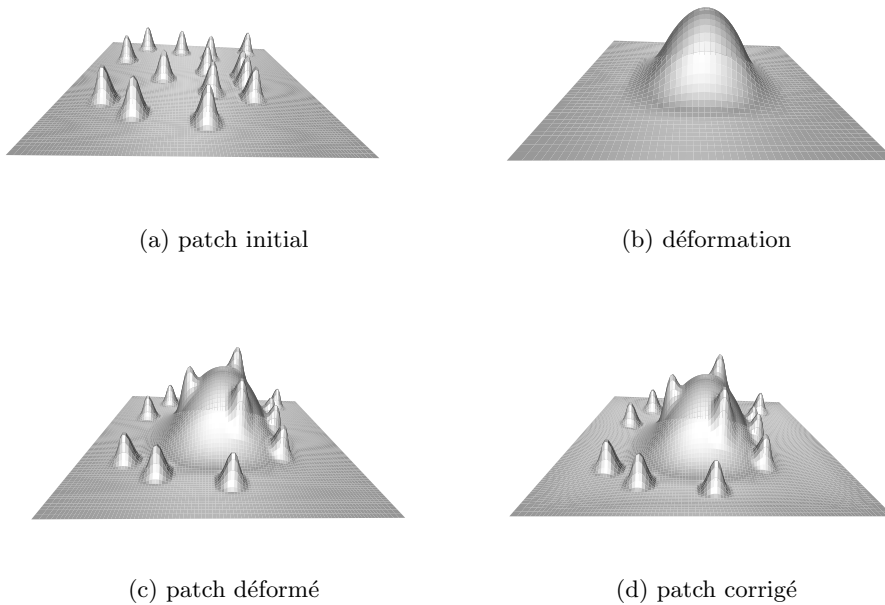 (a) patch initial
(b) déformation
(c) patch déformé
(d) patch corrigé